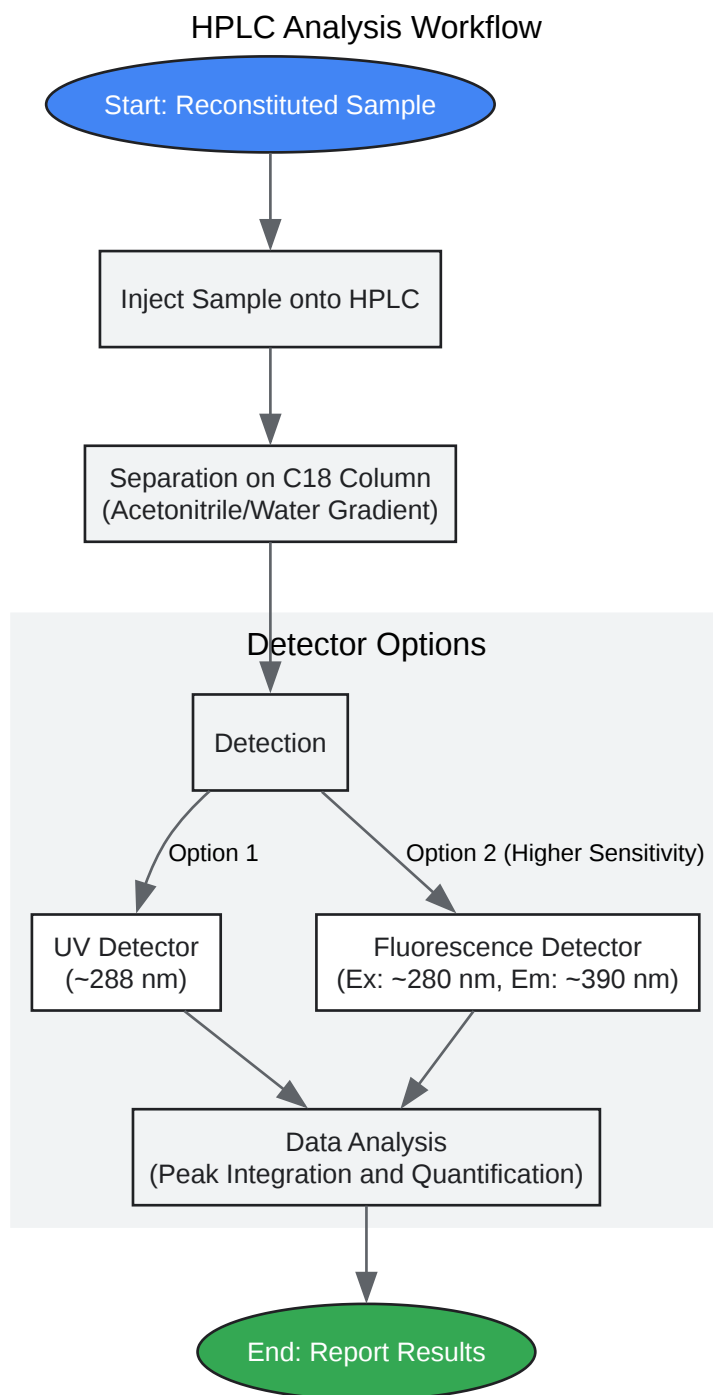 HPLC Analysis Workflow
Start: Reconstituted Sample
Inject Sample onto HPLC
Separation on C18 Column
(Acetonitrile/Water Gradient)
Detector Options
Detection
Option 1
Option 2 (Higher Sensitivity)
UV Detector
(~288 nm)
Fluorescence Detector
(Ex: ~280 nm, Em: ~390 nm)
Data Analysis
(Peak Integration and Quantification)
End: Report Results